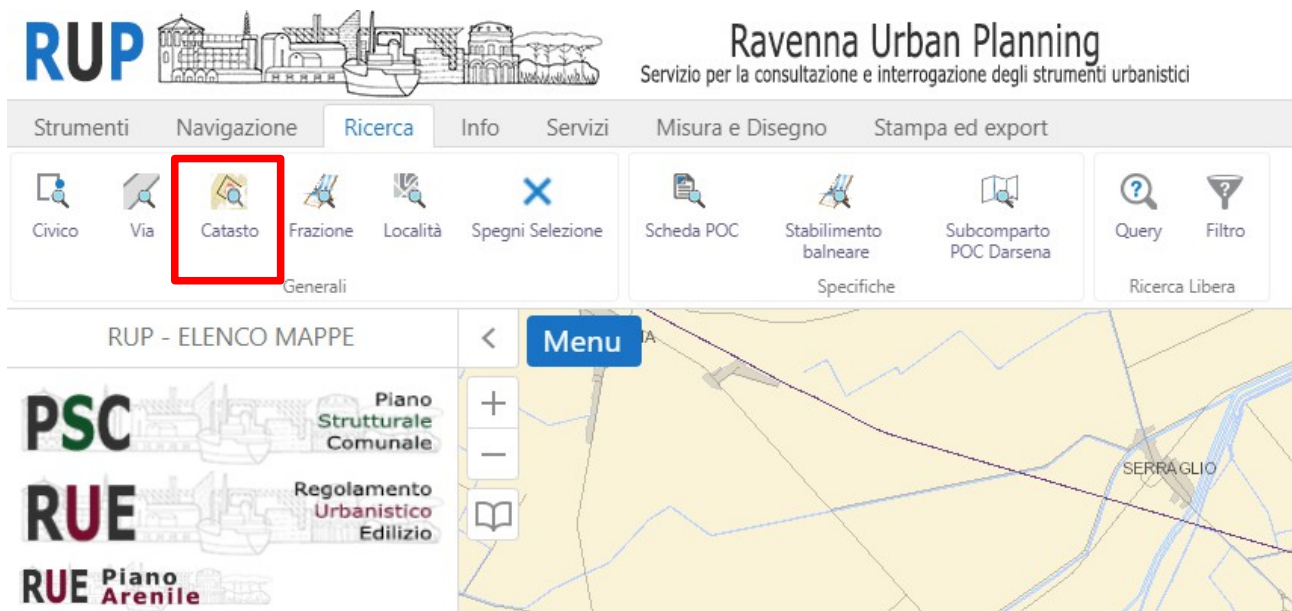 RUP
Ravenna Urban Planning
Servizio per la consultazione e interrogazione degli strumenti urbanistici
Strumenti Navigazione Ricerca Info Servizi Misura e Disegno Stampa ed export
Civico Via Catasto Frazione Località Spegni Selezione Scheda POC Stabilimento balneare Subcomparto POC Darsena Query Filtro
Generali Specifiche Ricerca Libera
RUP - ELENCO MAPPE
Menu
PSC Piano
Strutturale
Comunale
RUE Regolamento
Urbanistico
Edilizio
RUE Piano
Arenile
SERRAGLIO